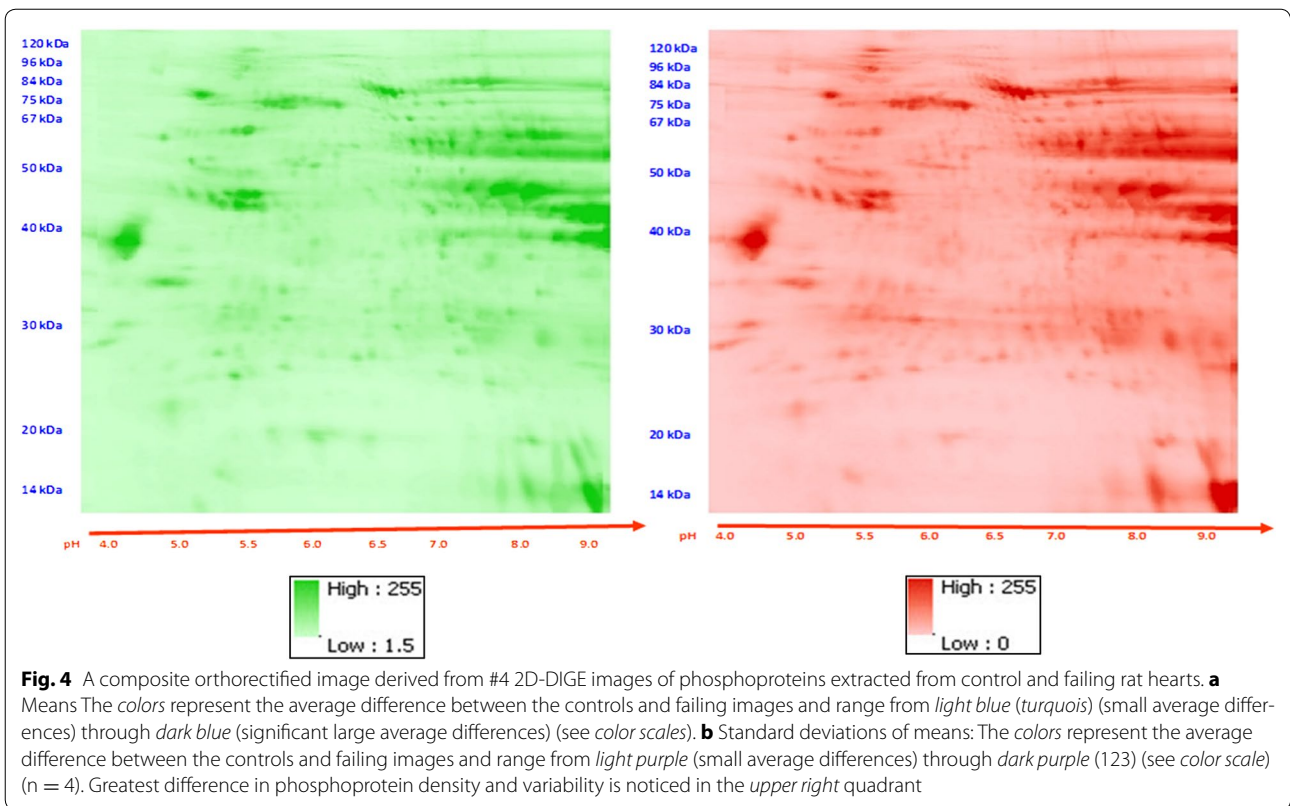 120 kDa
96 kDa
84 kDa
75 kDa
67 kDa
50 kDa
40 kDa
30 kDa
20 kDa
14 kDa
pH 4.0 5.0 5.5 6.0 6.5 7.0 8.0 9.0
High : 255
Low : 1.5
120 kDa
96 kDa
84 kDa
75 kDa
67 kDa
50 kDa
40 kDa
30 kDa
20 kDa
14 kDa
pH 4.0 5.0 5.5 6.0 6.5 7.0 8.0 9.0
High : 255
Low : 0
Fig. 4 A composite orthorectified image derived from #4 2D-DIGE images of phosphoproteins extracted from control and failing rat hearts. a
Means The colors represent the average difference between the controls and failing images and range from light blue (turquois) (small average differ-
ences) through dark blue (significant large average differences) (see color scales). b Standard deviations of means: The colors represent the average
difference between the controls and failing images and range from light purple (small average differences) through dark purple (123) (see color scale)
(n = 4). Greatest difference in phosphoprotein density and variability is noticed in the upper right quadrant